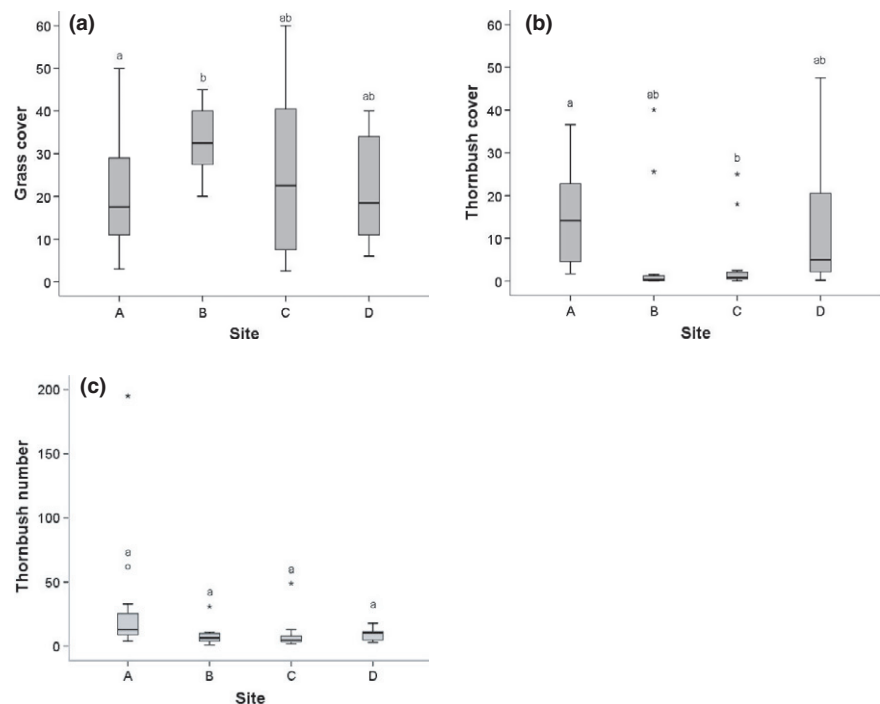 (a)
Grass cover
60
50
40
30
20
10
0
a
b
ab
ab
A B C D
Site
(b)
Thornbush cover
60
50
40
30
20
10
0
a
ab
b
ab
A B C D
Site
(c)
Thornbush number
200
150
100
50
0
a
a
a
a
A B C D
Site